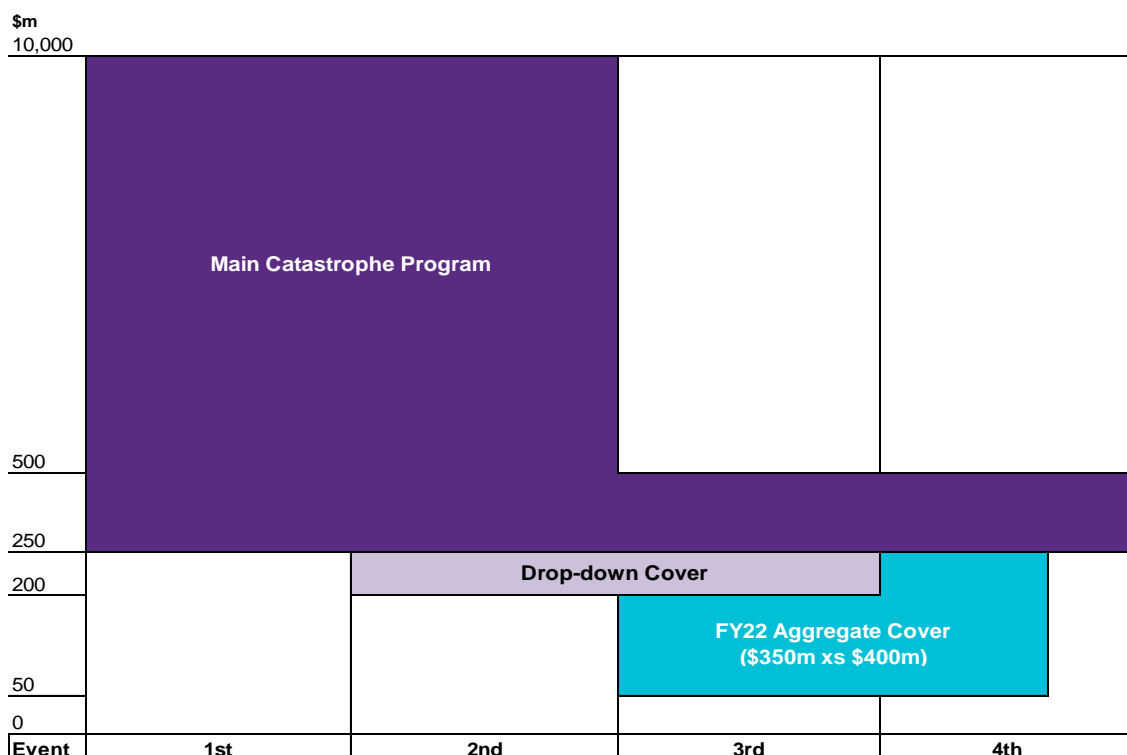 $m
10,000
Main Catastrophe Program
500
250
Drop-down Cover
200
FY22 Aggregate Cover
($350m xs $400m)
50
0
Event 1st 2nd 3rd 4th